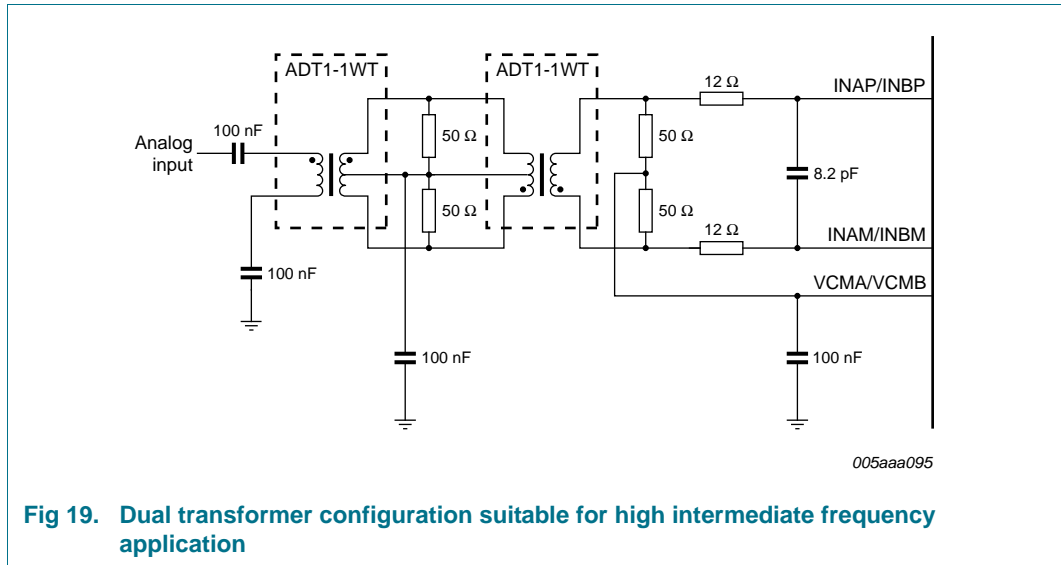 ADT1-1WT
ADT1-1WT
12 Ω
INAP/INBP
100 nF
Analog
input
50 Ω
50 Ω
8.2 pF
50 Ω
50 Ω
12 Ω
INAM/INBM
100 nF
VCMA/VCMB
100 nF
100 nF
005aaa095
Fig 19. Dual transformer configuration suitable for high intermediate frequency
application